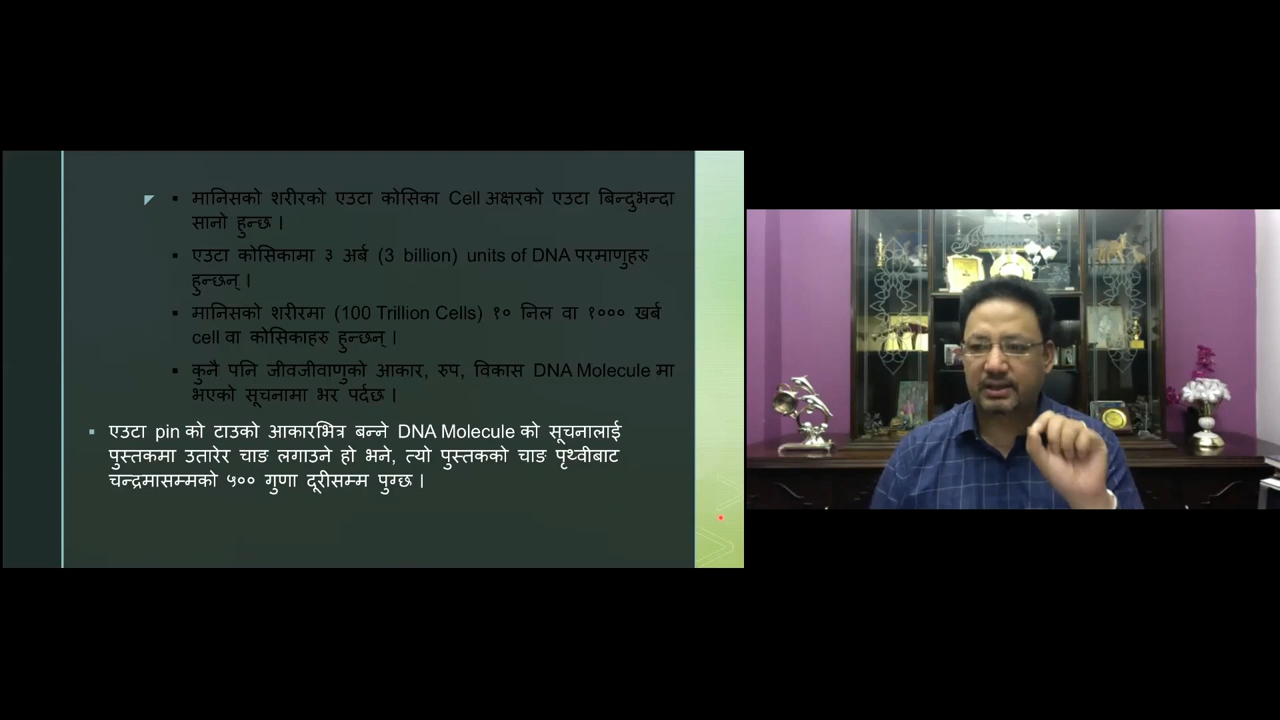 ▪ मानिसको शरीरको एउटा कोसिका Cell अक्षरको एउटा बिन्दुभन्दा
सानो हुन्छ ।
▪ एउटा कोसिकामा ३ अर्ब (3 billion) units of DNA परमाणुहरु
हुन्छन् ।
▪ मानिसको शरीरमा (100 Trillion Cells) १० निल वा १००० खर्ब
cell वा कोसिकाहरु हुन्छन् ।
▪ कुनै पनि जीवजीवाणुको आकार, रुप, विकास DNA Molecule मा
भएको सूचनामा भर पर्दछ ।
▪ एउटा pin को टाउको आकारभित्र बन्ने DNA Molecule को सूचनालाई
पुस्तकमा उतारेर चाङ लगाउने हो भने, त्यो पुस्तकको चाङ पृथ्वीबाट
चन्द्रमासम्मको ५०० गुणा दूरीसम्म पुग्छ ।